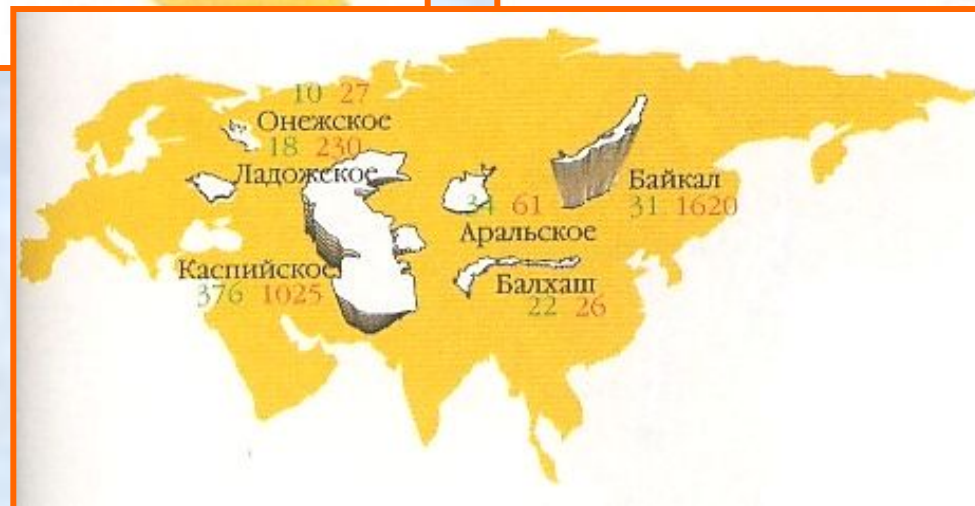 10 27
Онежское
18 230
Ладожское
Байкал
31 1620
34 61
Аральское
Каспийское
376 1025
Балхаш
22 26